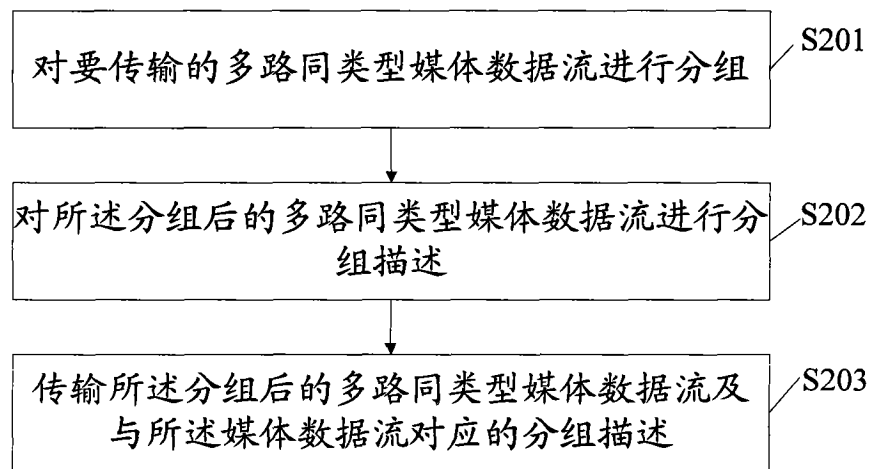 对要传输的多路同类型媒体数据流进行分组
S201
对所述分组后的多路同类型媒体数据流进行分
组描述
S202
传输所述分组后的多路同类型媒体数据流及
与所述媒体数据流对应的分组描述
S203